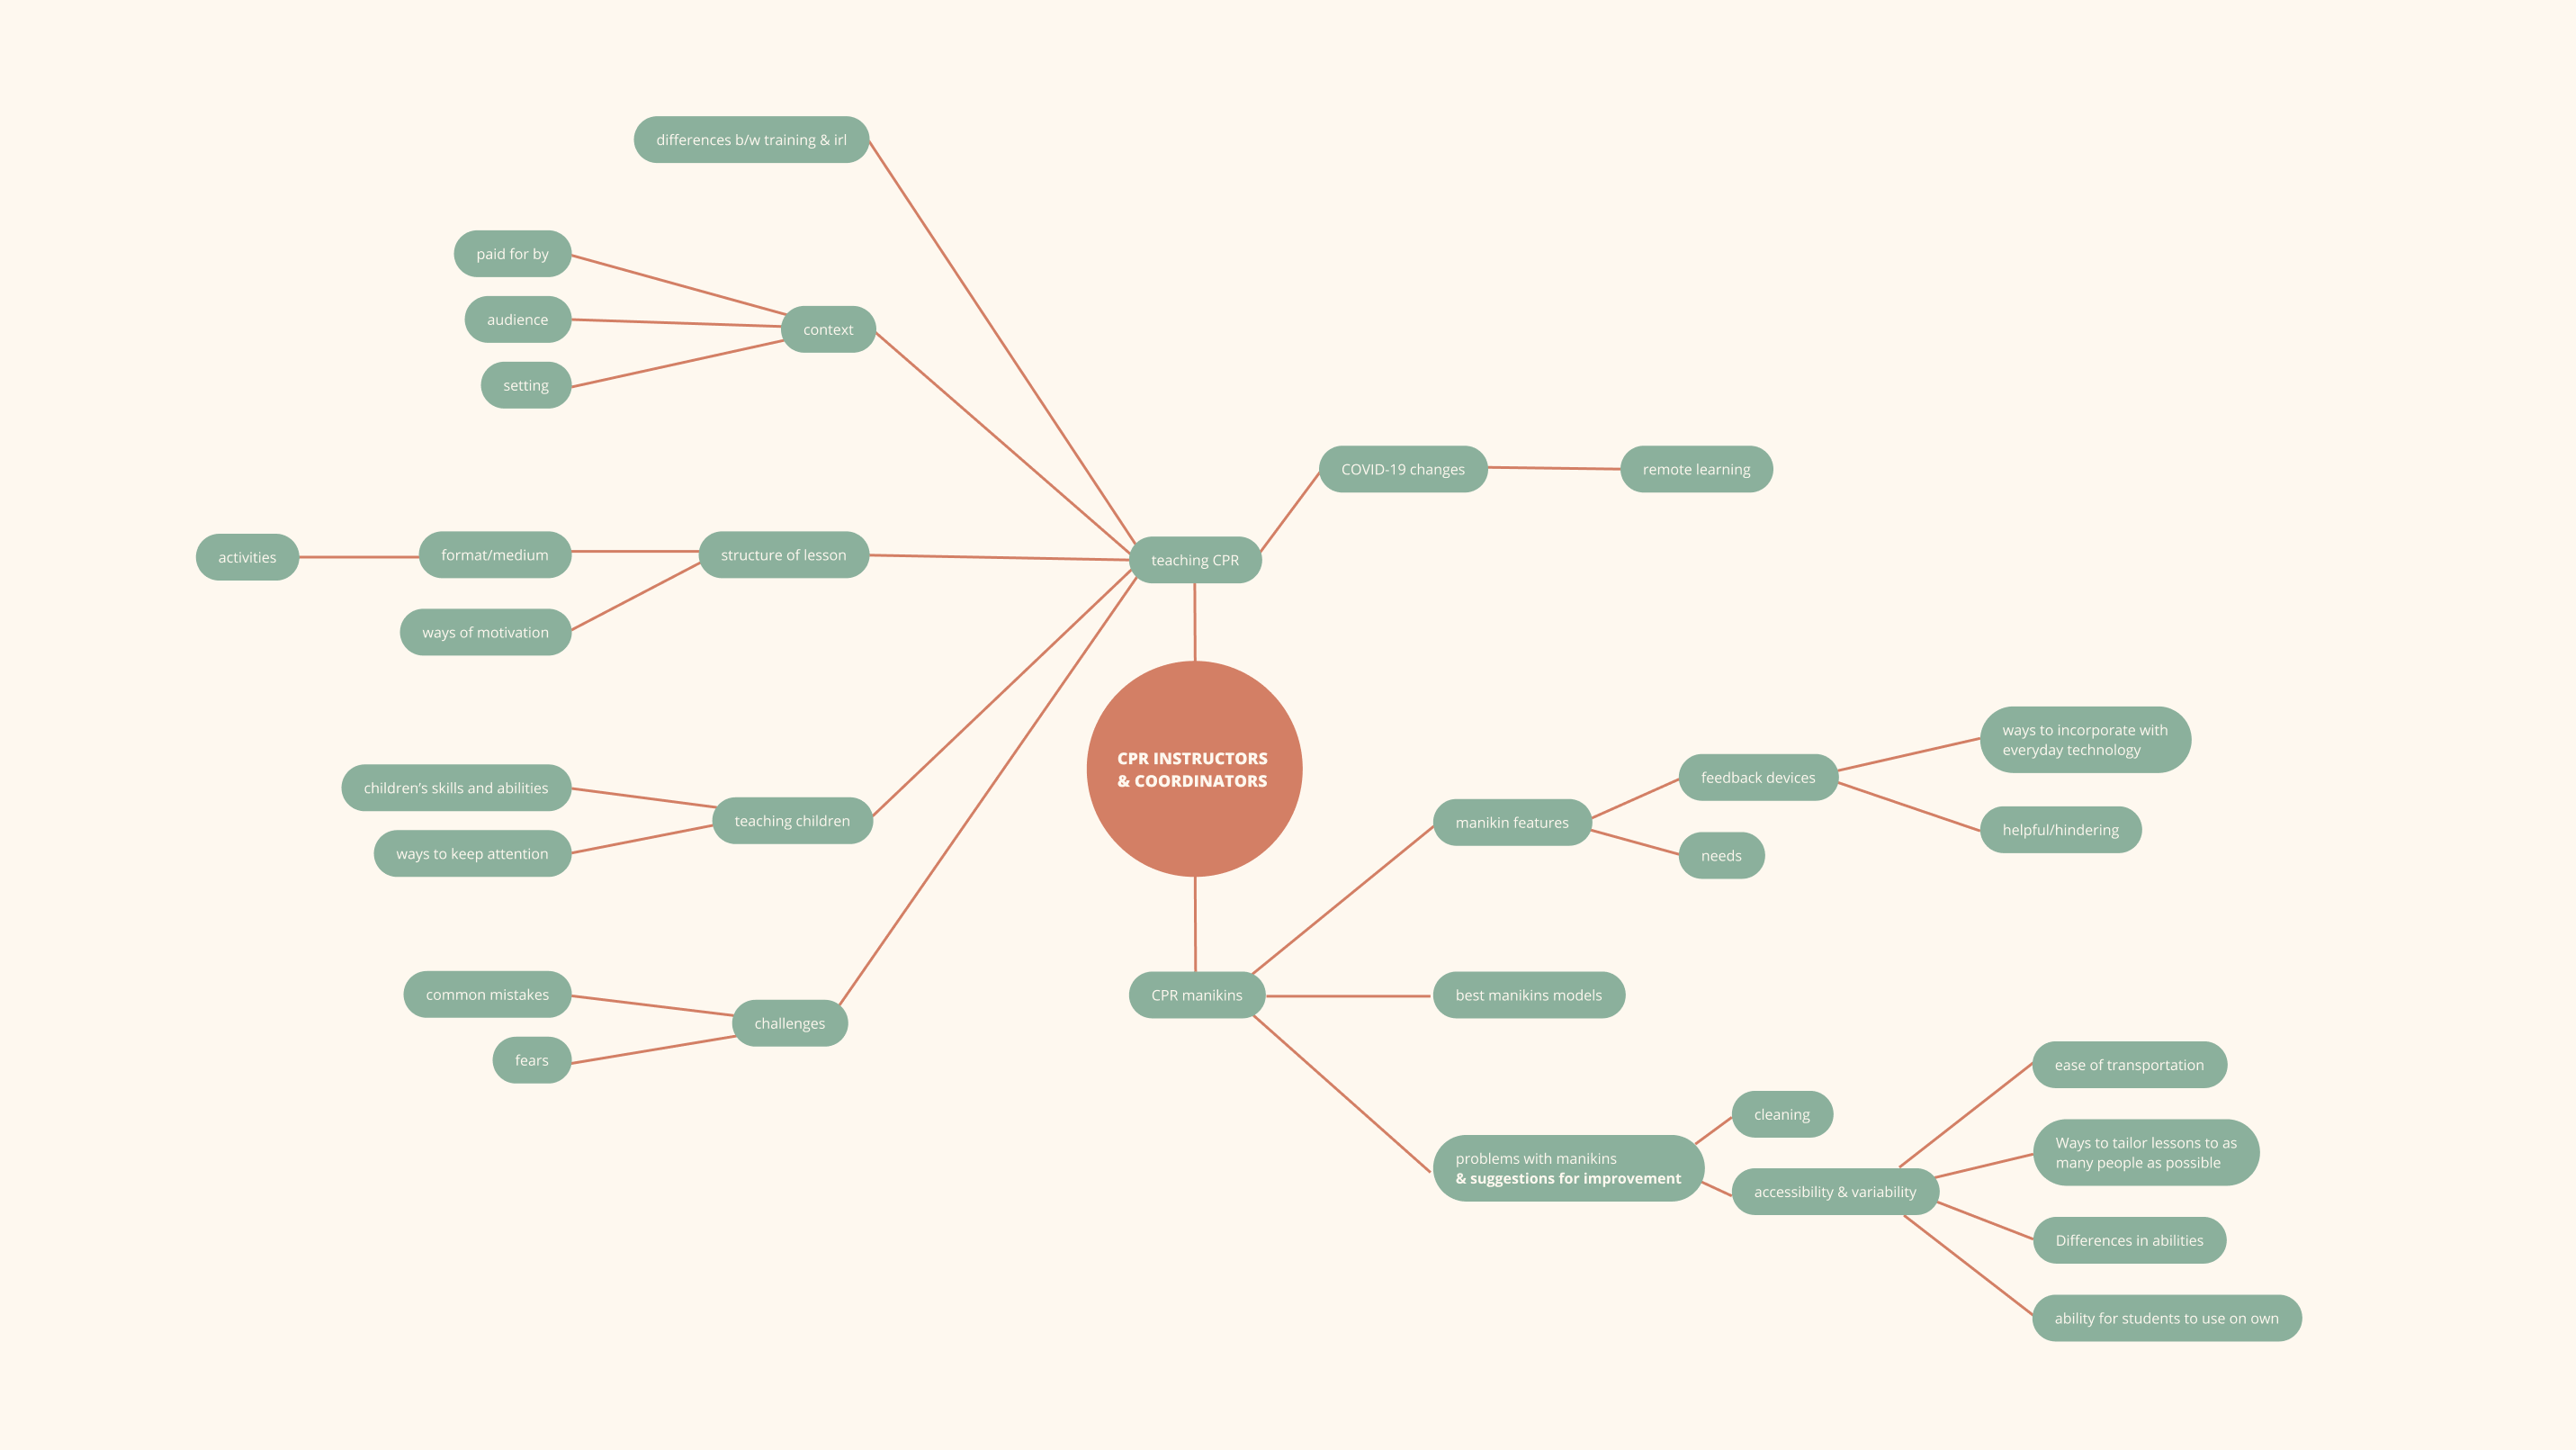 differences b/w training & irl
paid for by
audience
context
setting
COVID-19 changes
remote learning
activities
format/medium
structure of lesson
teaching CPR
ways of motivation
CPR INSTRUCTORS
& COORDINATORS
children’s skills and abilities
teaching children
ways to keep attention
common mistakes
challenges
fears
manikin features
feedback devices
ways to incorporate with
everyday technology
helpful/hindering
needs
CPR manikins
best manikins models
problems with manikins
& suggestions for improvement
cleaning
accessibility & variability
ease of transportation
Ways to tailor lessons to as
many people as possible
Differences in abilities
ability for students to use on own